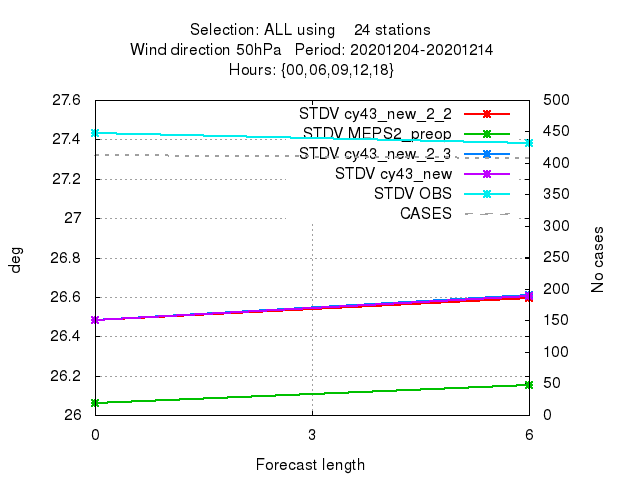 Selection: ALL using 24 stations
Wind direction 50hPa Period: 20201204-20201214
Hours: {00,06,09,12,18}
27.6
27.4
27.2
27
26.8
26.6
26.4
26.2
26
500
450
400
350
300
250
200
150
100
50
0
STDV cy43_new_2_2
STDV MEPS2_preop
STDV cy43_new_2_3
STDV cy43_new
STDV OBS
CASES
deg
No cases
0 3 6
Forecast length